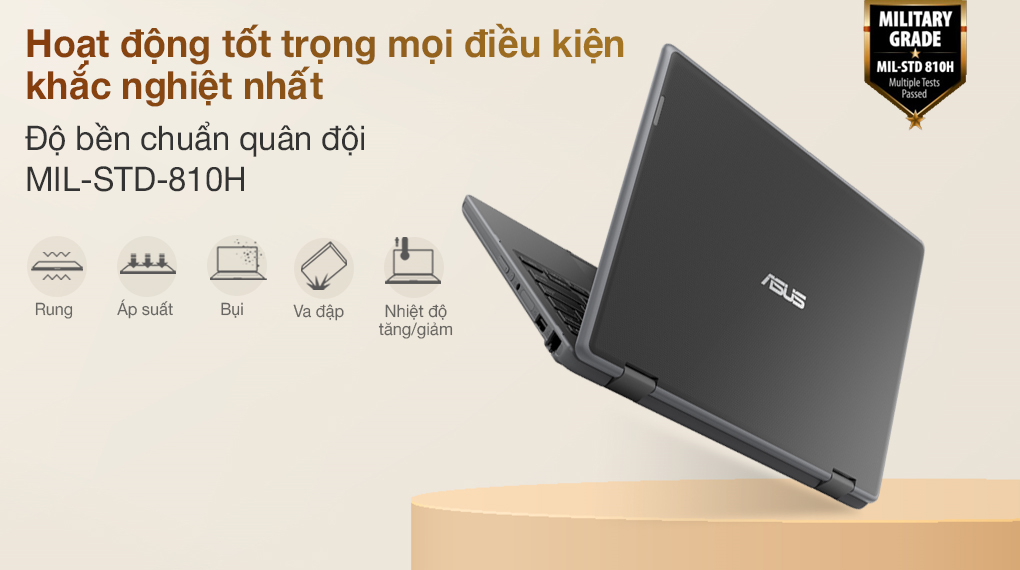 Hoạt động tốt trọng mọi điều kiện
khắc nghiệt nhất
Độ bền chuẩn quân đội
MIL-STD-810H
Rung
Áp suất
Bụi
Va đập
Nhiệt độ
tăng/giảm
MILITARY
GRADE
MIL-STD 810H
Multiple Tests
Passed
ASUS